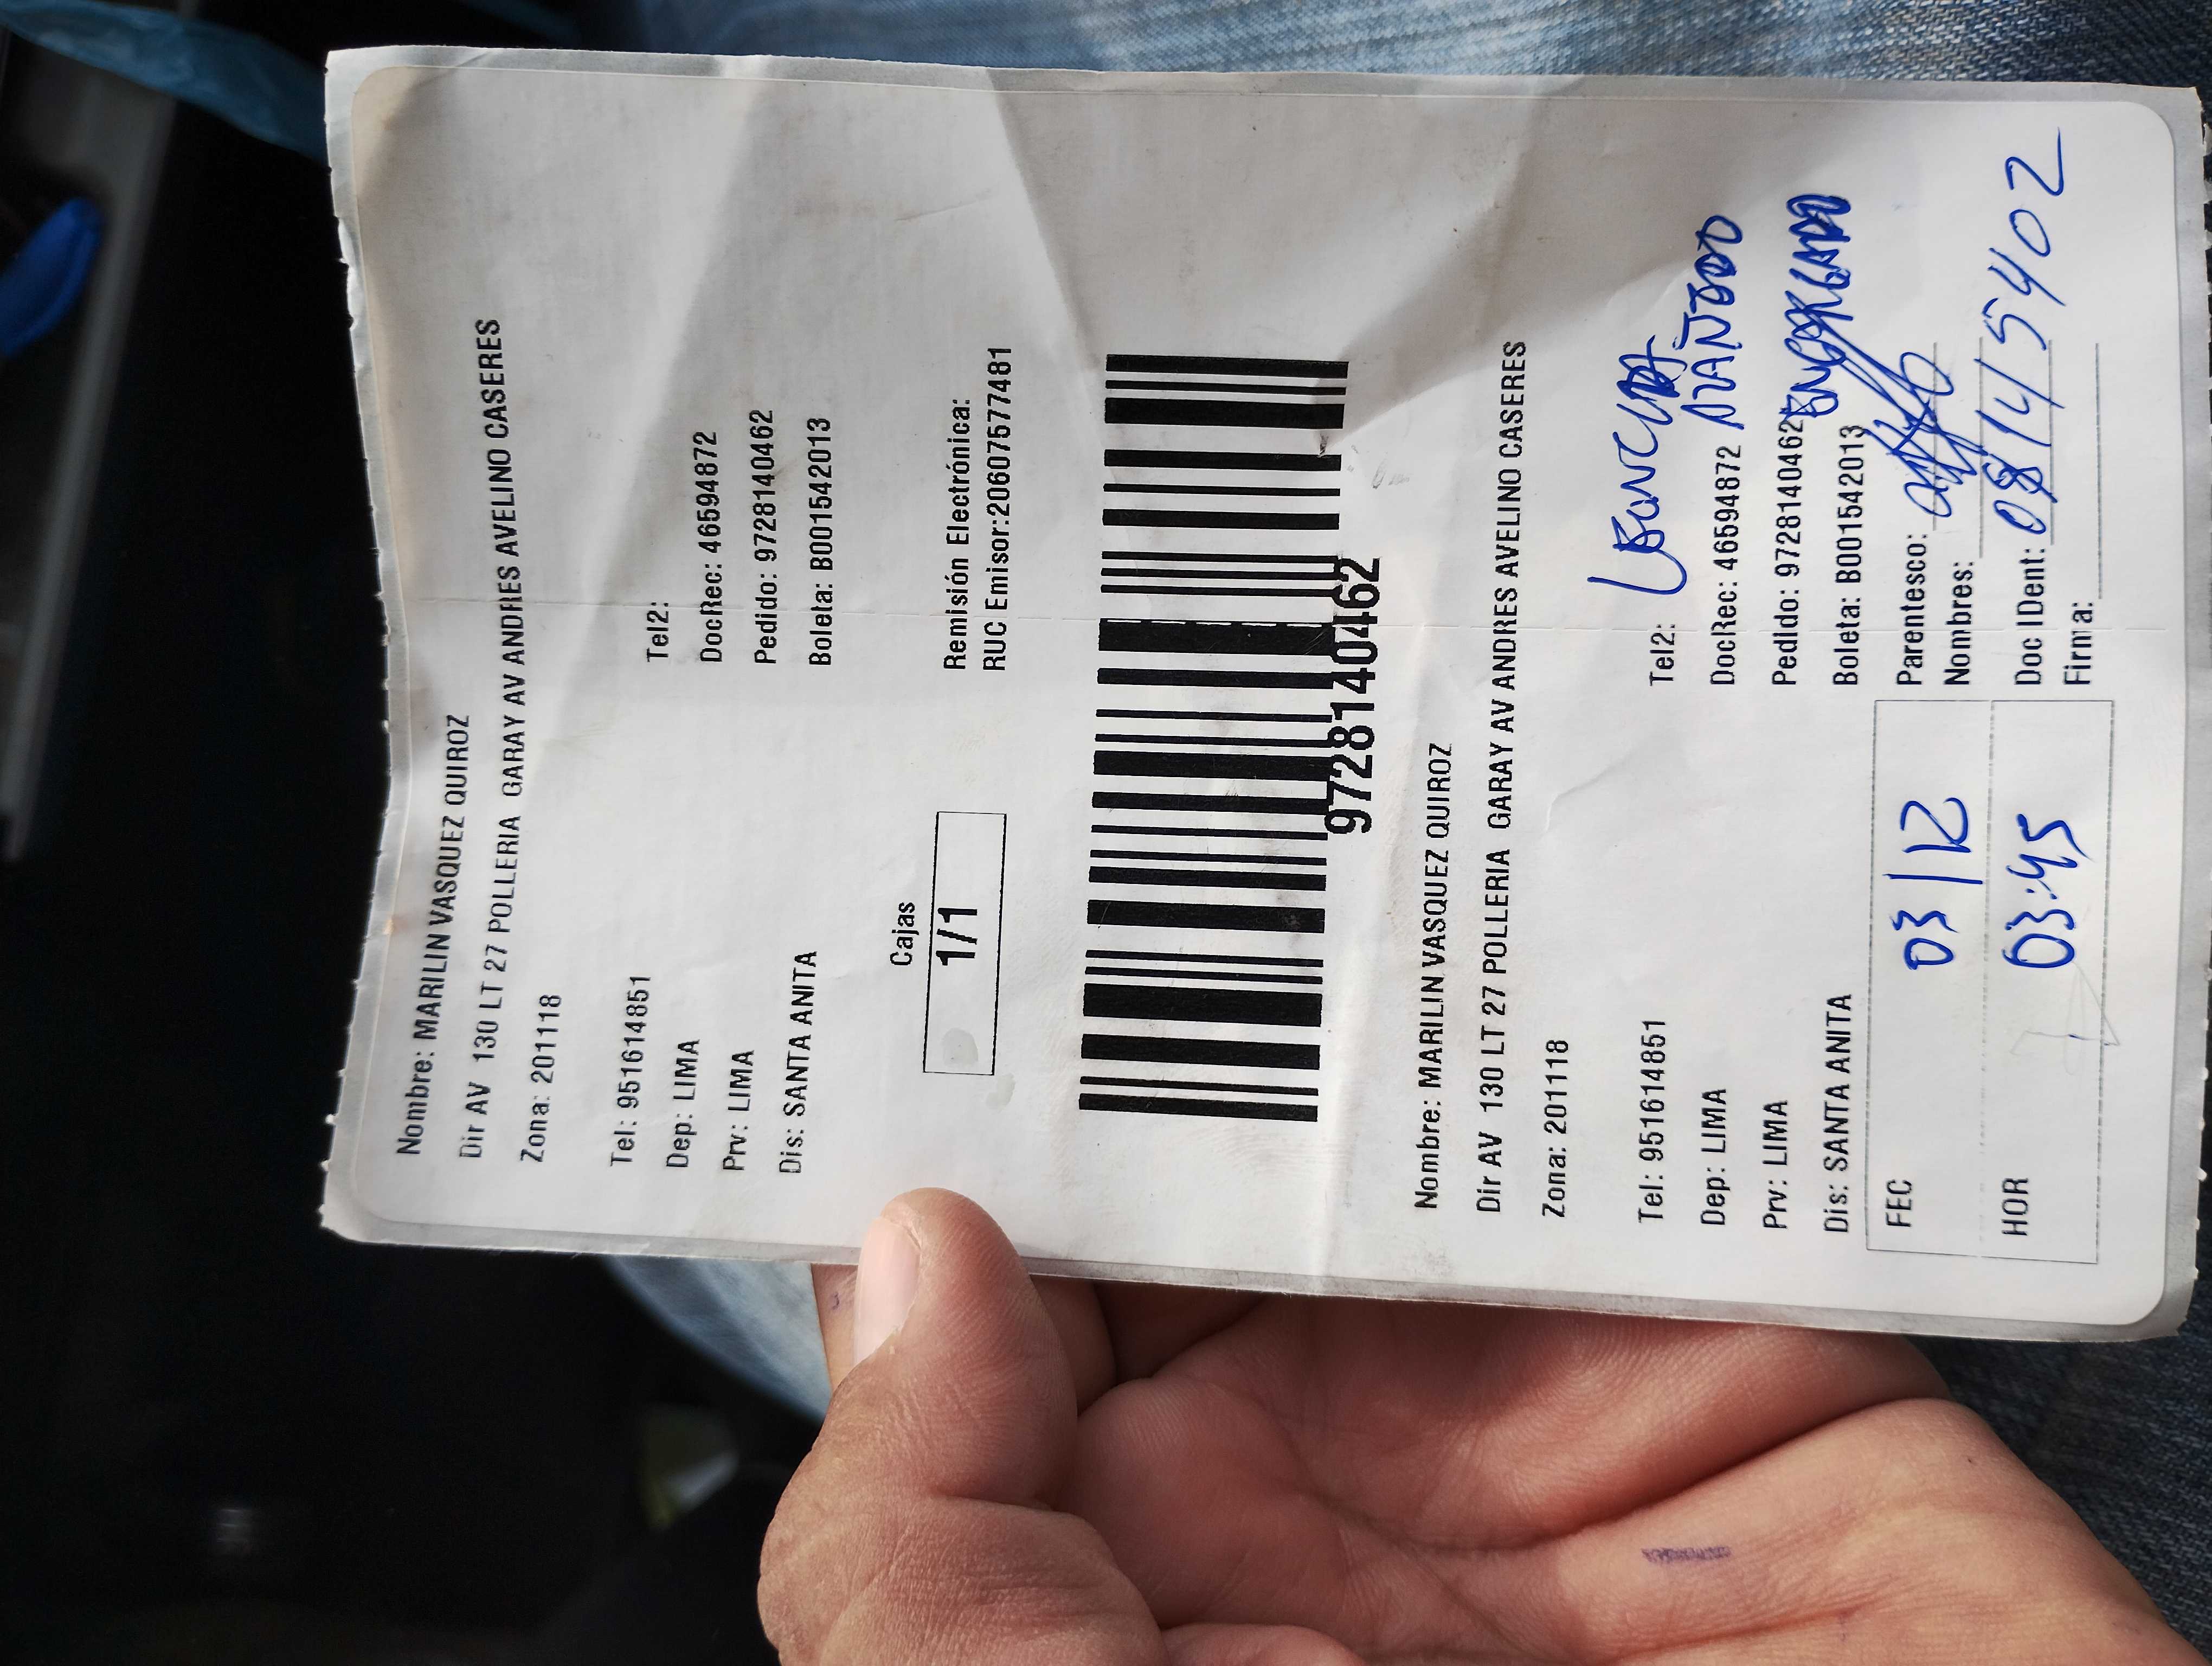 Nombre: MARILIN VASQUEZ QUIROZ
Dir AV 130 LT 27 POLLERIA GARAY AV ANDRES AVELINO CASERES
Zona: 201118
Tel: 951614851
Tel2:
Dep: LIMA
DocRec: 46594872
Prv: LIMA
Pedido: 9728140462
Dis: SANTA ANITA
Boleta: B001542013
Cajas
1/1
Remisión Electrónica:
RUC Emisor:20607577481
9728140462
Nombre: MARILIN VASQUEZ QUIROZ
Dir AV 130 LT 27 POLLERIA GARAY AV ANDRES AVELINO CASERES
Zona: 201118
Tel: 951614851
Tel2:
Dep: LIMA
DocRec: 46594872
Prv: LIMA
Pedido: 9728140462
Dis: SANTA ANITA
Boleta: B001542013
FEC 03/12
Parentesco:
Nombres:
HOR 03:45
Doc IDent: 08145402
Firma: